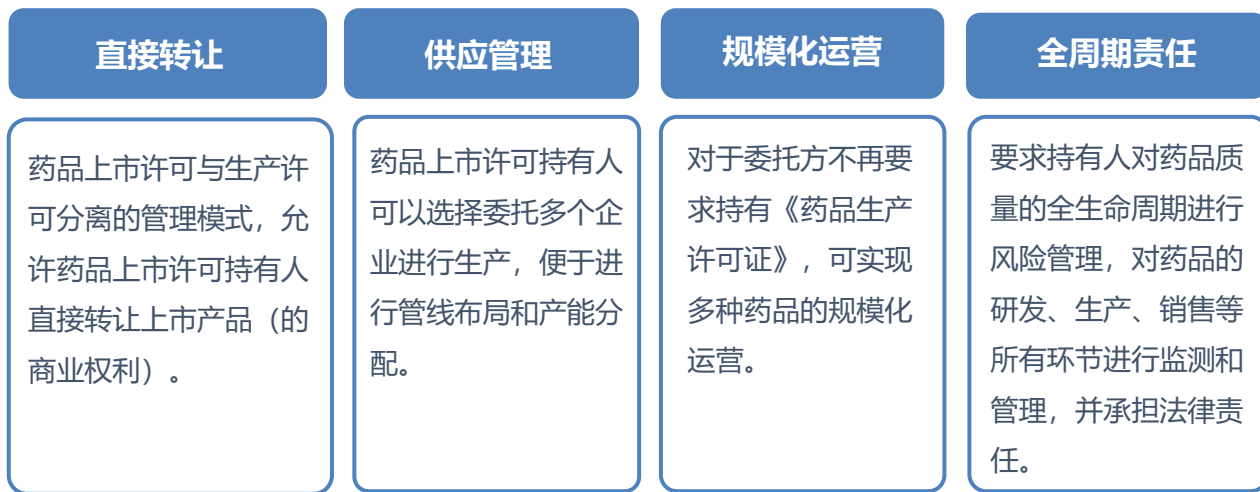 直接转让
药品上市许可与生产许
可分离的管理模式，允
许药品上市许可持有人
直接转让上市产品（的
商业权利）。
供应管理
药品上市许可持有人
可以选择委托多个企
业进行生产，便于进
行管线布局和产能分
配。
规模化运营
对于委托方不再要
求持有《药品生产
许可证》，可实现
多种药品的规模化
运营。
全周期责任
要求持有人对药品质
量的全生命周期进行
风险管理，对药品的
研发、生产、销售等
所有环节进行监测和
管理，并承担法律责
任。